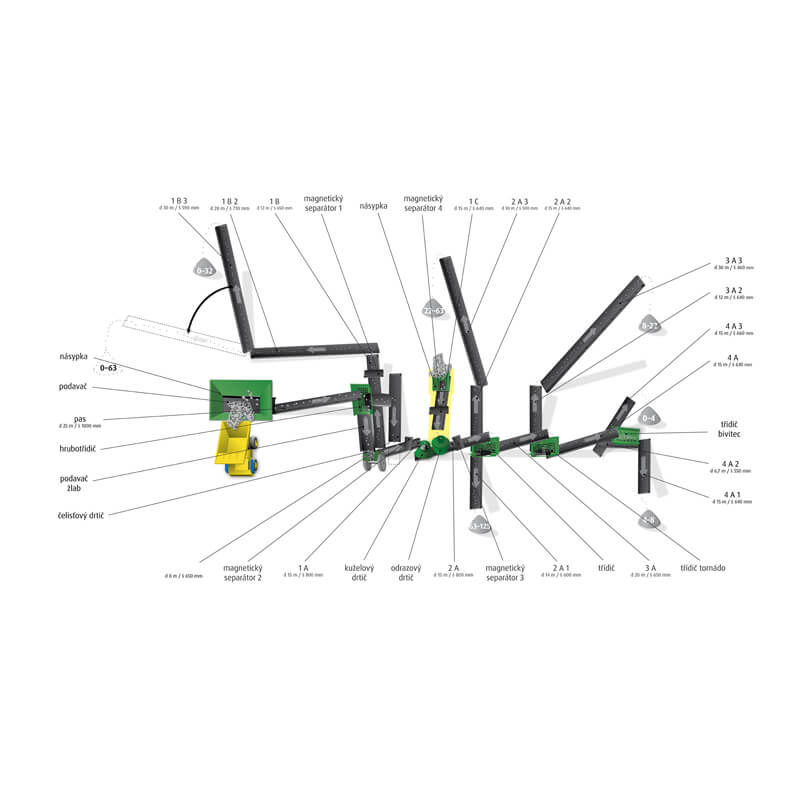 1 B 3
d 30 m / š 590 mm
1 B 2
d 28 m / š 730 mm
1 B
d 12 m / š 650 mm
magnetický
separátor 1
násypka
magnetický
separátor 4
1 C
d 15 m / š 640 mm
2 A 3
d 30 m / š 500 mm
2 A 2
d 15 m / š 640 mm
3 A 3
d 30 m / š 460 mm
3 A 2
d 12 m / š 640 mm
4 A 3
d 15 m / š 660 mm
4 A
d 15 m / š 640 mm
třídič
bivitec
4 A 2
d 6,7 m / š 550 mm
4 A 1
d 15 m / š 640 mm
0–32
22–63
8–22
0–63
0–4
63–125
4–8
násypka
podavač
pas
d 25 m / š 1000 mm
hrubotřídič
podavač
žlab
čelisťový drtič
d 8 m / š 650 mm
magnetický
separátor 2
1 A
d 15 m / š 800 mm
kuželový
drtič
odrazový
drtič
2 A
d 15 m / š 800 mm
magnetický
separátor 3
2 A 1
d 14 m / š 600 mm
třídič
3 A
d 20 m / š 650 mm
třídič tornádo